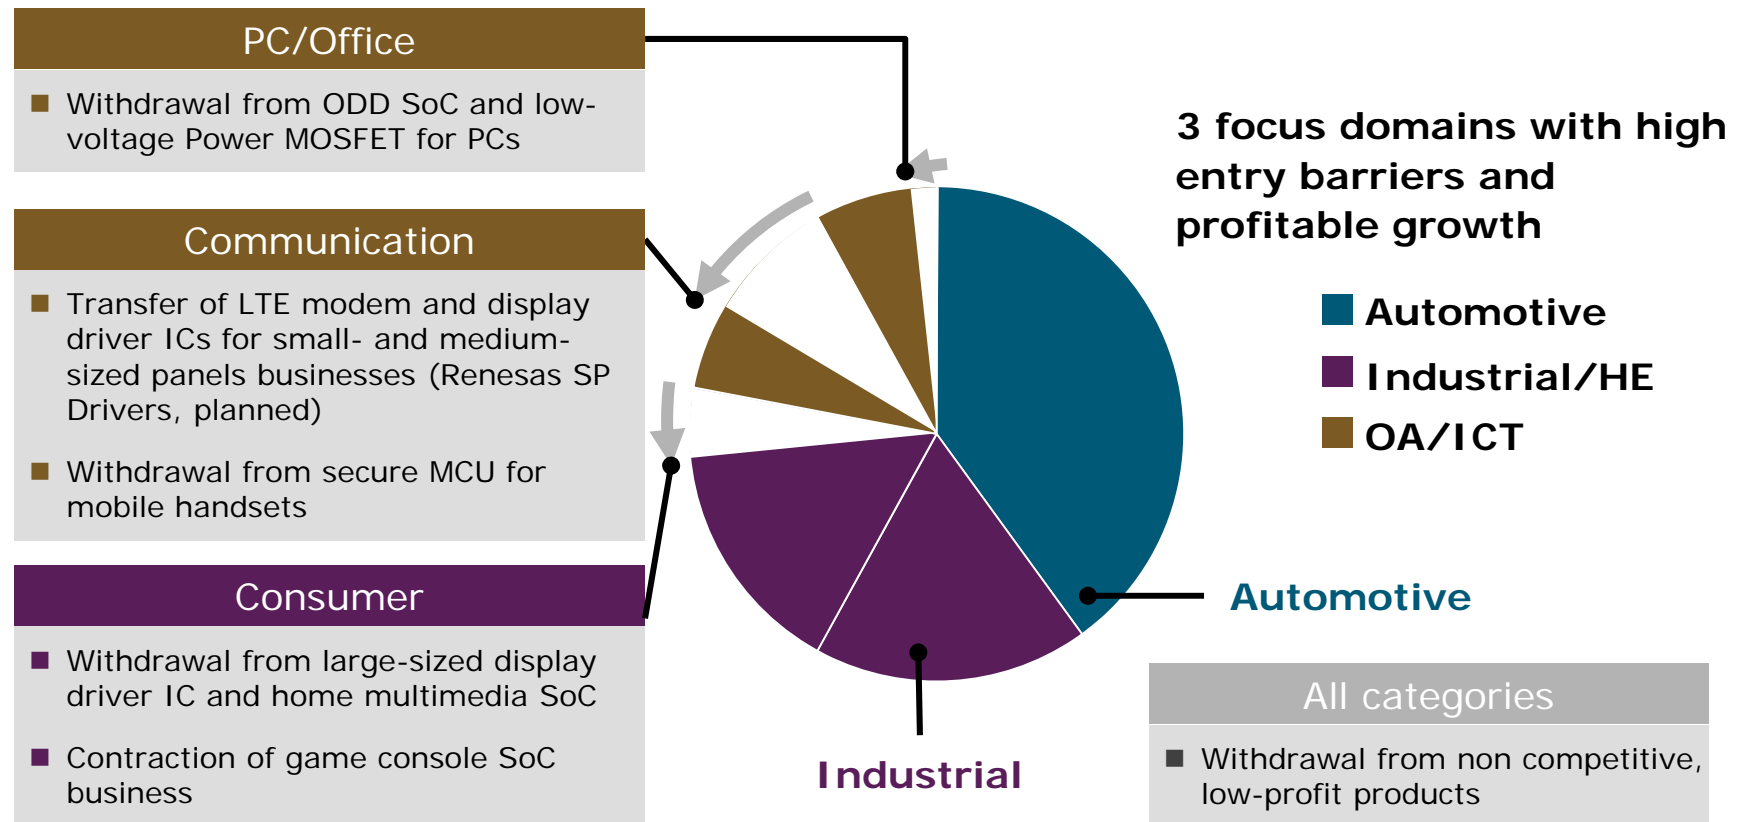 PC/Office
Withdrawal from ODD SoC and low-
voltage Power MOSFET for PCs
Communication
Transfer of LTE modem and display
driver ICs for small- and medium-
sized panels businesses (Renesas SP
Drivers, planned)
Withdrawal from secure MCU for
mobile handsets
Consumer
Withdrawal from large-sized display
driver IC and home multimedia SoC
Contraction of game console SoC
business
3 focus domains with high
entry barriers and
profitable growth
Automotive
Industrial/HE
OA/ICT
Automotive
Industrial
All categories
Withdrawal from non competitive,
low-profit products